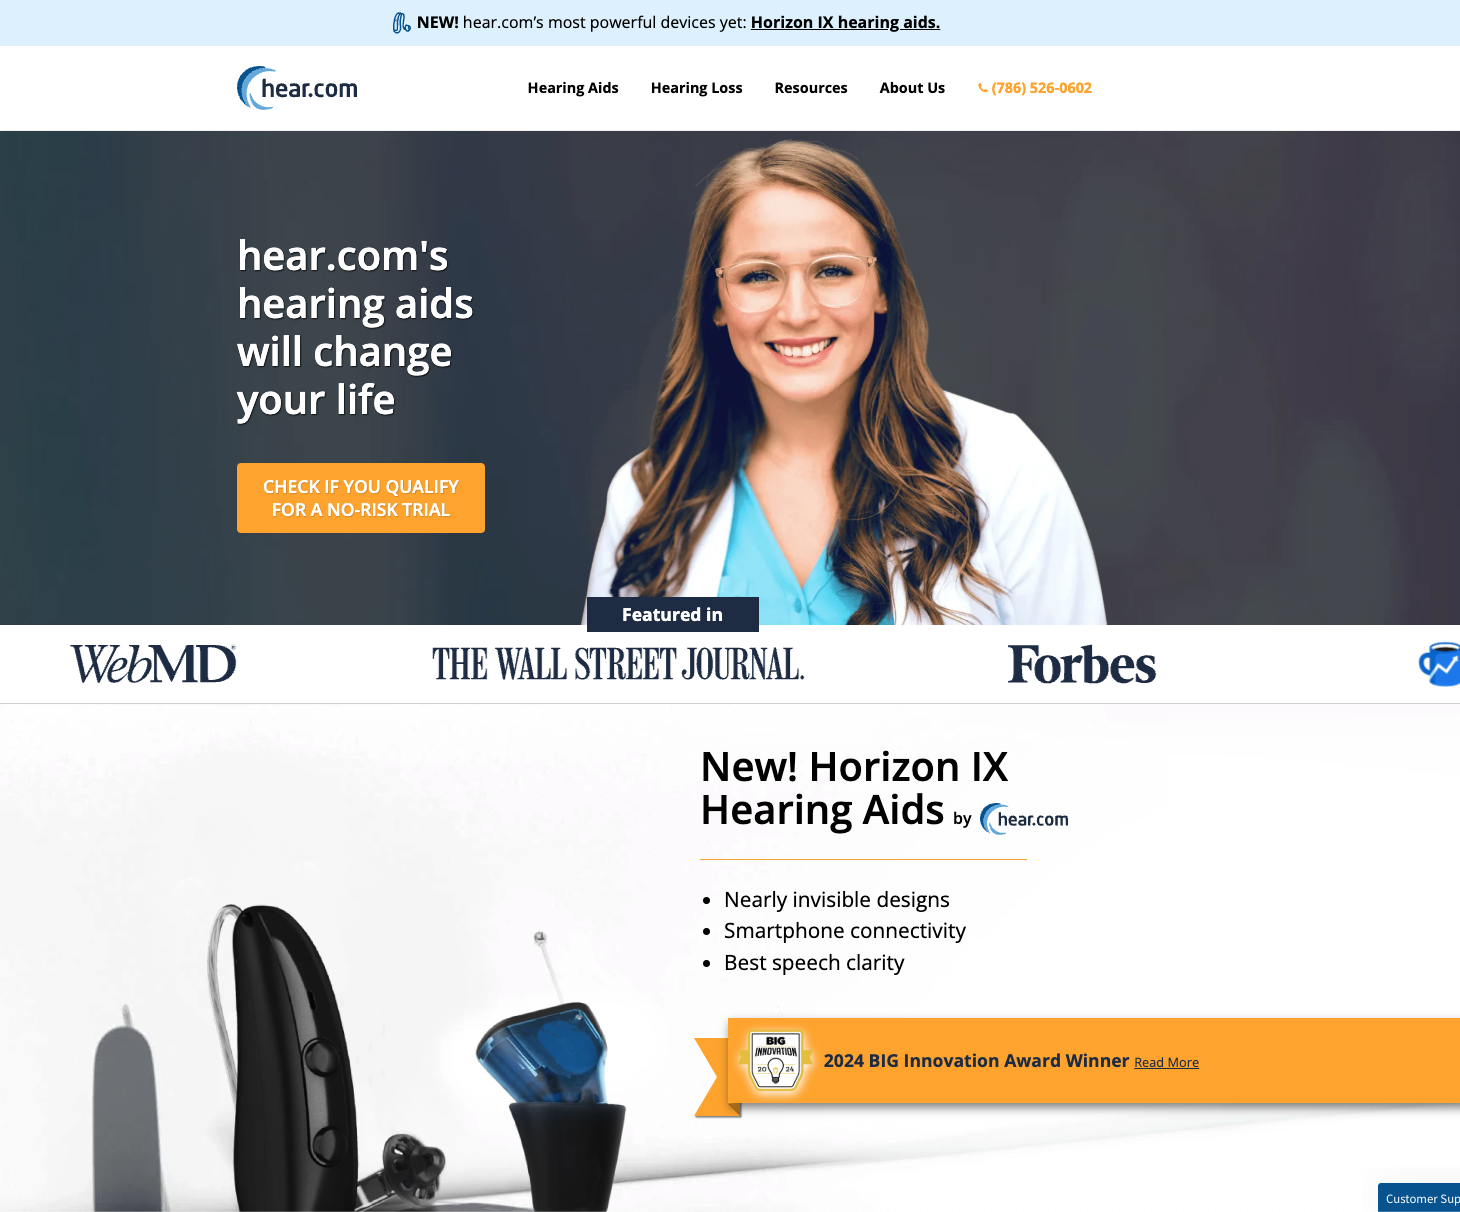 NEW! hear.com’s most powerful devices yet: Horizon IX hearing aids.
hear.com
Hearing Aids Hearing Loss Resources About Us (786) 526-0602
hear.com's
hearing aids
will change
your life
CHECK IF YOU QUALIFY
FOR A NO-RISK TRIAL
Featured in
WebMD THE WALL STREET JOURNAL. Forbes
New! Horizon IX
Hearing Aids by hear.com
• Nearly invisible designs
• Smartphone connectivity
• Best speech clarity
BIG
INNOVATION
20 24
2024 BIG Innovation Award Winner Read More
Customer Sup